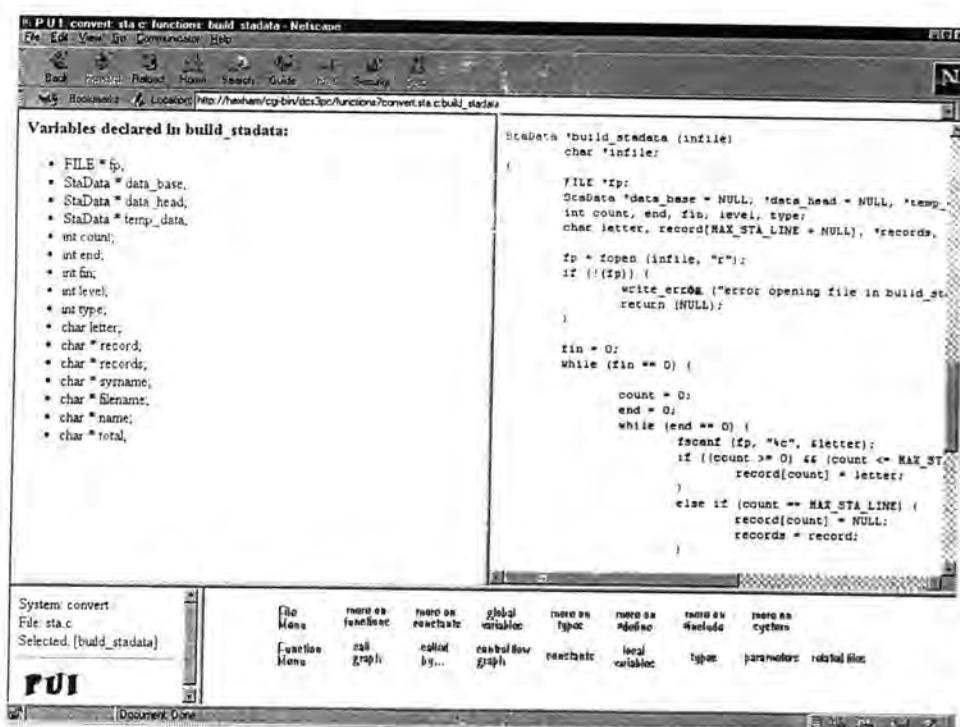 P U I convert: sta.c: functions: build_stadata - Netscape
File Edit View Go Communicator Help
Back Forward Reload Home Search Guide Print Security Stop
Bookmarks Location: http://hexham/cgi-bin/dcs3pc/functions?convert.sta.c:build_stadata
Variables declared in build_stadata:
• FILE * fp;
• StaData * data_base;
• StaData * data_head;
• StaData * temp_data;
• int count;
• int end;
• int fin;
• int level;
• int type;
• char letter;
• char * record;
• char * records;
• char * sysname;
• char * filename;
• char * name;
• char * total;
StaData *build_stadata (infile)
char *infile;
{
FILE *fp;
StaData *data_base = NULL, *data_head = NULL, *temp_
int count, end, fin, level, type;
char letter, record[MAX_STA_LINE + NULL], *records,
fp = fopen (infile, "r");
if (!(fp)) {
write_error ("error opening file in build_st
return (NULL);
}
fin = 0;
while (fin == 0) {
count = 0;
end = 0;
while (end == 0) {
fscanf (fp, "%c", &letter);
if ((count >= 0) && (count <= MAX_ST
record[count] = letter;
}
else if (count == MAX_STA_LINE) {
record[count] = NULL;
records = record;
}
System: convert
File: sta.c
Selected: {build_stadata}
PUI
File Menu more on functions more on constants global variables more on types more on #define more on #include more on system
Function Menu call graph called by... control flow graph constants local variables types parameters related files
Document: Done